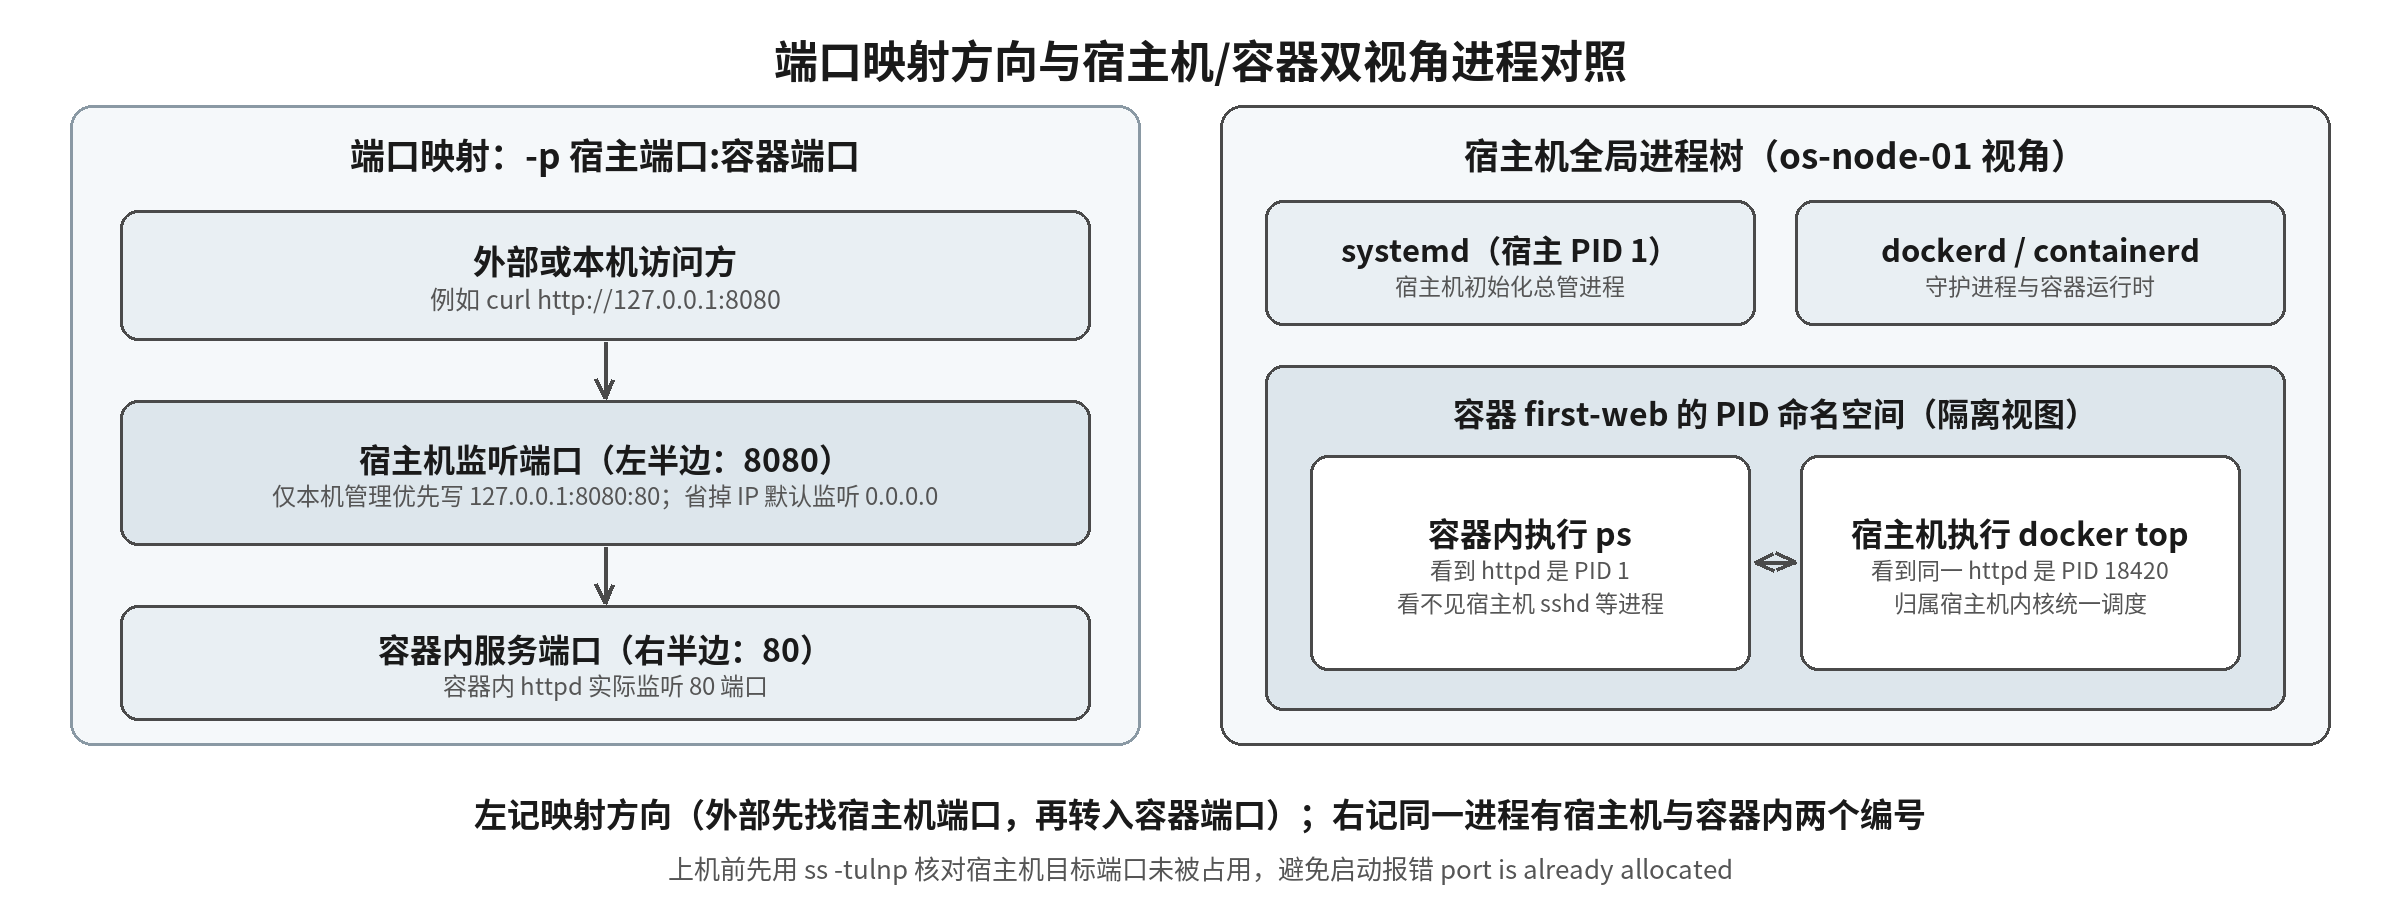 端口映射方向与宿主机/容器双视角进程对照
端口映射：-p 宿主端口:容器端口
外部或本机访问方
例如 curl http://127.0.0.1:8080
宿主机监听端口（左半边：8080）
仅本机管理优先写 127.0.0.1:8080:80；省掉 IP 默认监听 0.0.0.0
容器内服务端口（右半边：80）
容器内 httpd 实际监听 80 端口
宿主机全局进程树（os-node-01 视角）
systemd（宿主 PID 1）
宿主机初始化总管进程
dockerd / containerd
守护进程与容器运行时
容器 first-web 的 PID 命名空间（隔离视图）
容器内执行 ps
看到 httpd 是 PID 1
看不见宿主机 sshd 等进程
宿主机执行 docker top
看到同一 httpd 是 PID 18420
归属宿主机内核统一调度
左记映射方向（外部先找宿主机端口，再转入容器端口）；右记同一进程有宿主机与容器内两个编号
上机前先用 ss -tulnp 核对宿主机目标端口未被占用，避免启动报错 port is already allocated